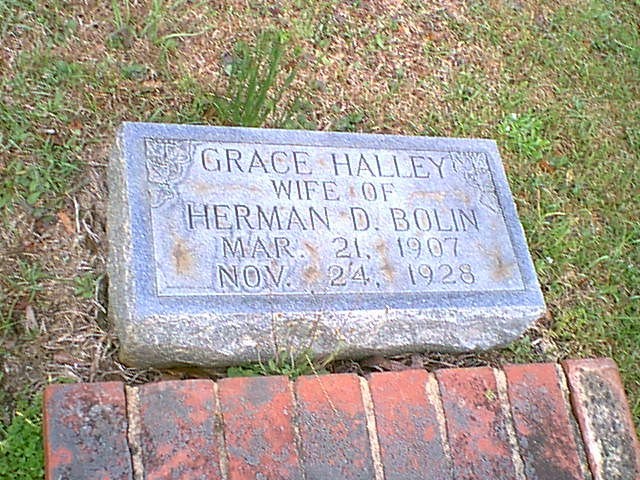 GRACE HALLEY
WIFE OF
HERMAN D. BOLIN
MAR. 21, 1907
NOV. 24, 1928